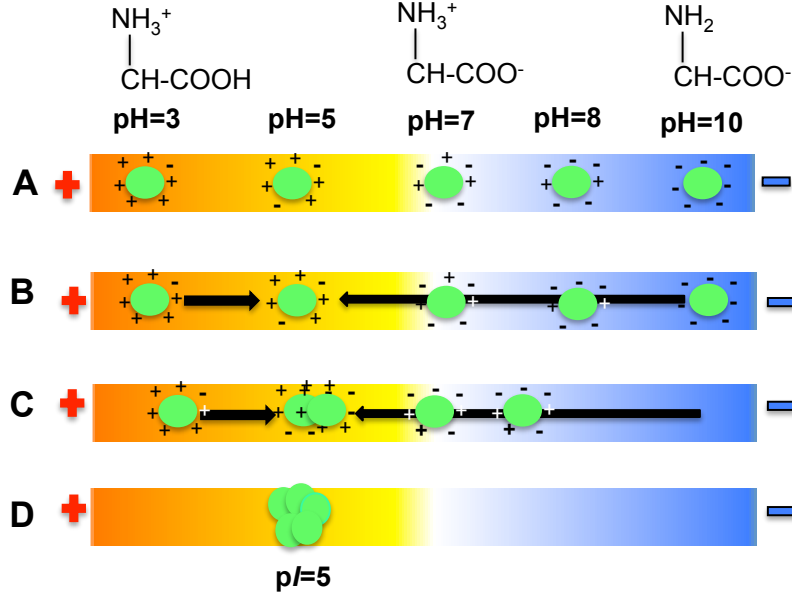 NH₃⁺ NH₃⁺ NH₂
CH-COOH CH-COO⁻ CH-COO⁻
pH=3 pH=5 pH=7 pH=8 pH=10
A
B
C
D
pI=5